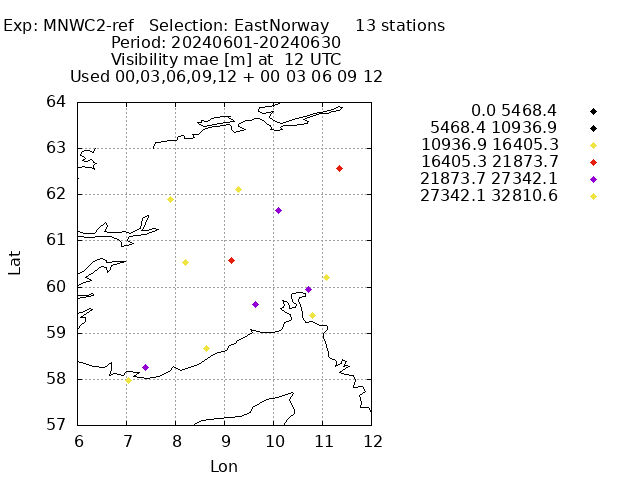 Exp: MNWC2-ref   Selection: EastNorway     13 stations
Period: 20240601-20240630
Visibility mae [m] at  12 UTC
Used 00,03,06,09,12 + 00 03 06 09 12
0.0 5468.4
5468.4 10936.9
10936.9 16405.3
16405.3 21873.7
21873.7 27342.1
27342.1 32810.6
64
63
62
61
60
59
58
57
Lat
6 7 8 9 10 11 12
Lon